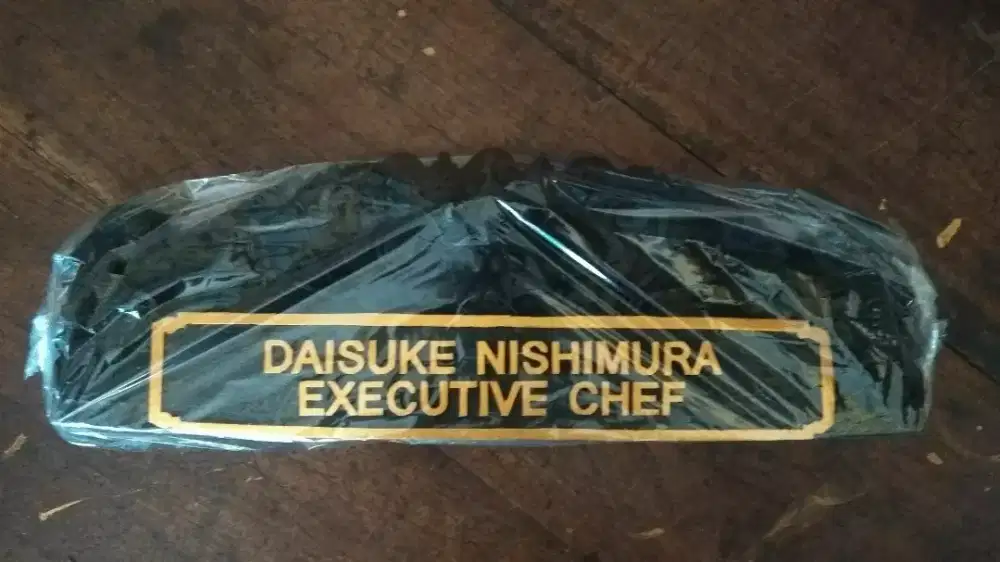 DAISUKE NISHIMURA
EXECUTIVE CHEF